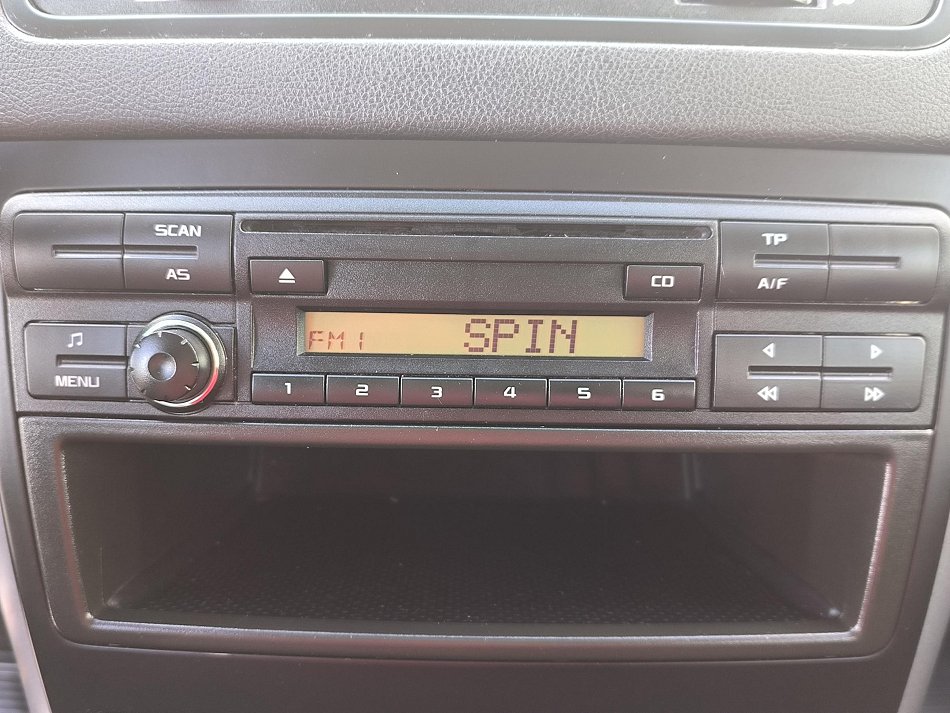 SCAN
AS
TP
A/F
CD
FM1 SPIN
MENU
1 2 3 4 5 6